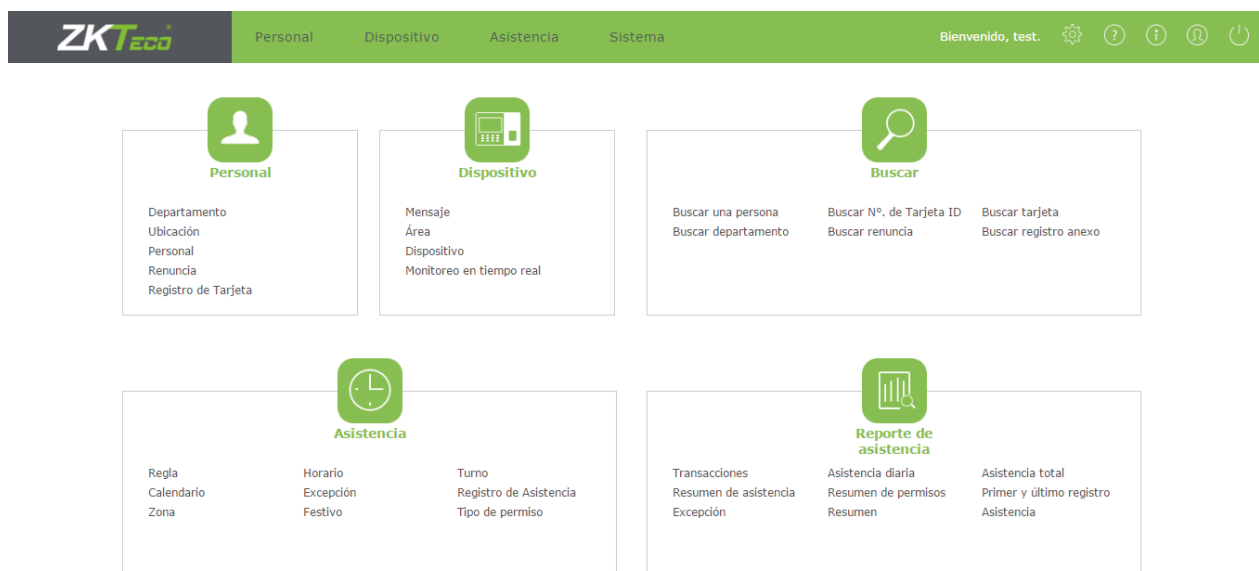 ZKTeco
Personal Dispositivo Asistencia Sistema Bienvenido, test.
Personal
Departamento
Ubicación
Personal
Renuncia
Registro de Tarjeta
Dispositivo
Mensaje
Área
Dispositivo
Monitoreo en tiempo real
Buscar
Buscar una persona Buscar Nº. de Tarjeta ID Buscar tarjeta
Buscar departamento Buscar renuncia Buscar registro anexo
Asistencia
Regla Horario Turno
Calendario Excepción Registro de Asistencia
Zona Festivo Tipo de permiso
Reporte de
asistencia
Transacciones Asistencia diaria Asistencia total
Resumen de asistencia Resumen de permisos Primer y último registro
Excepción Resumen Asistencia